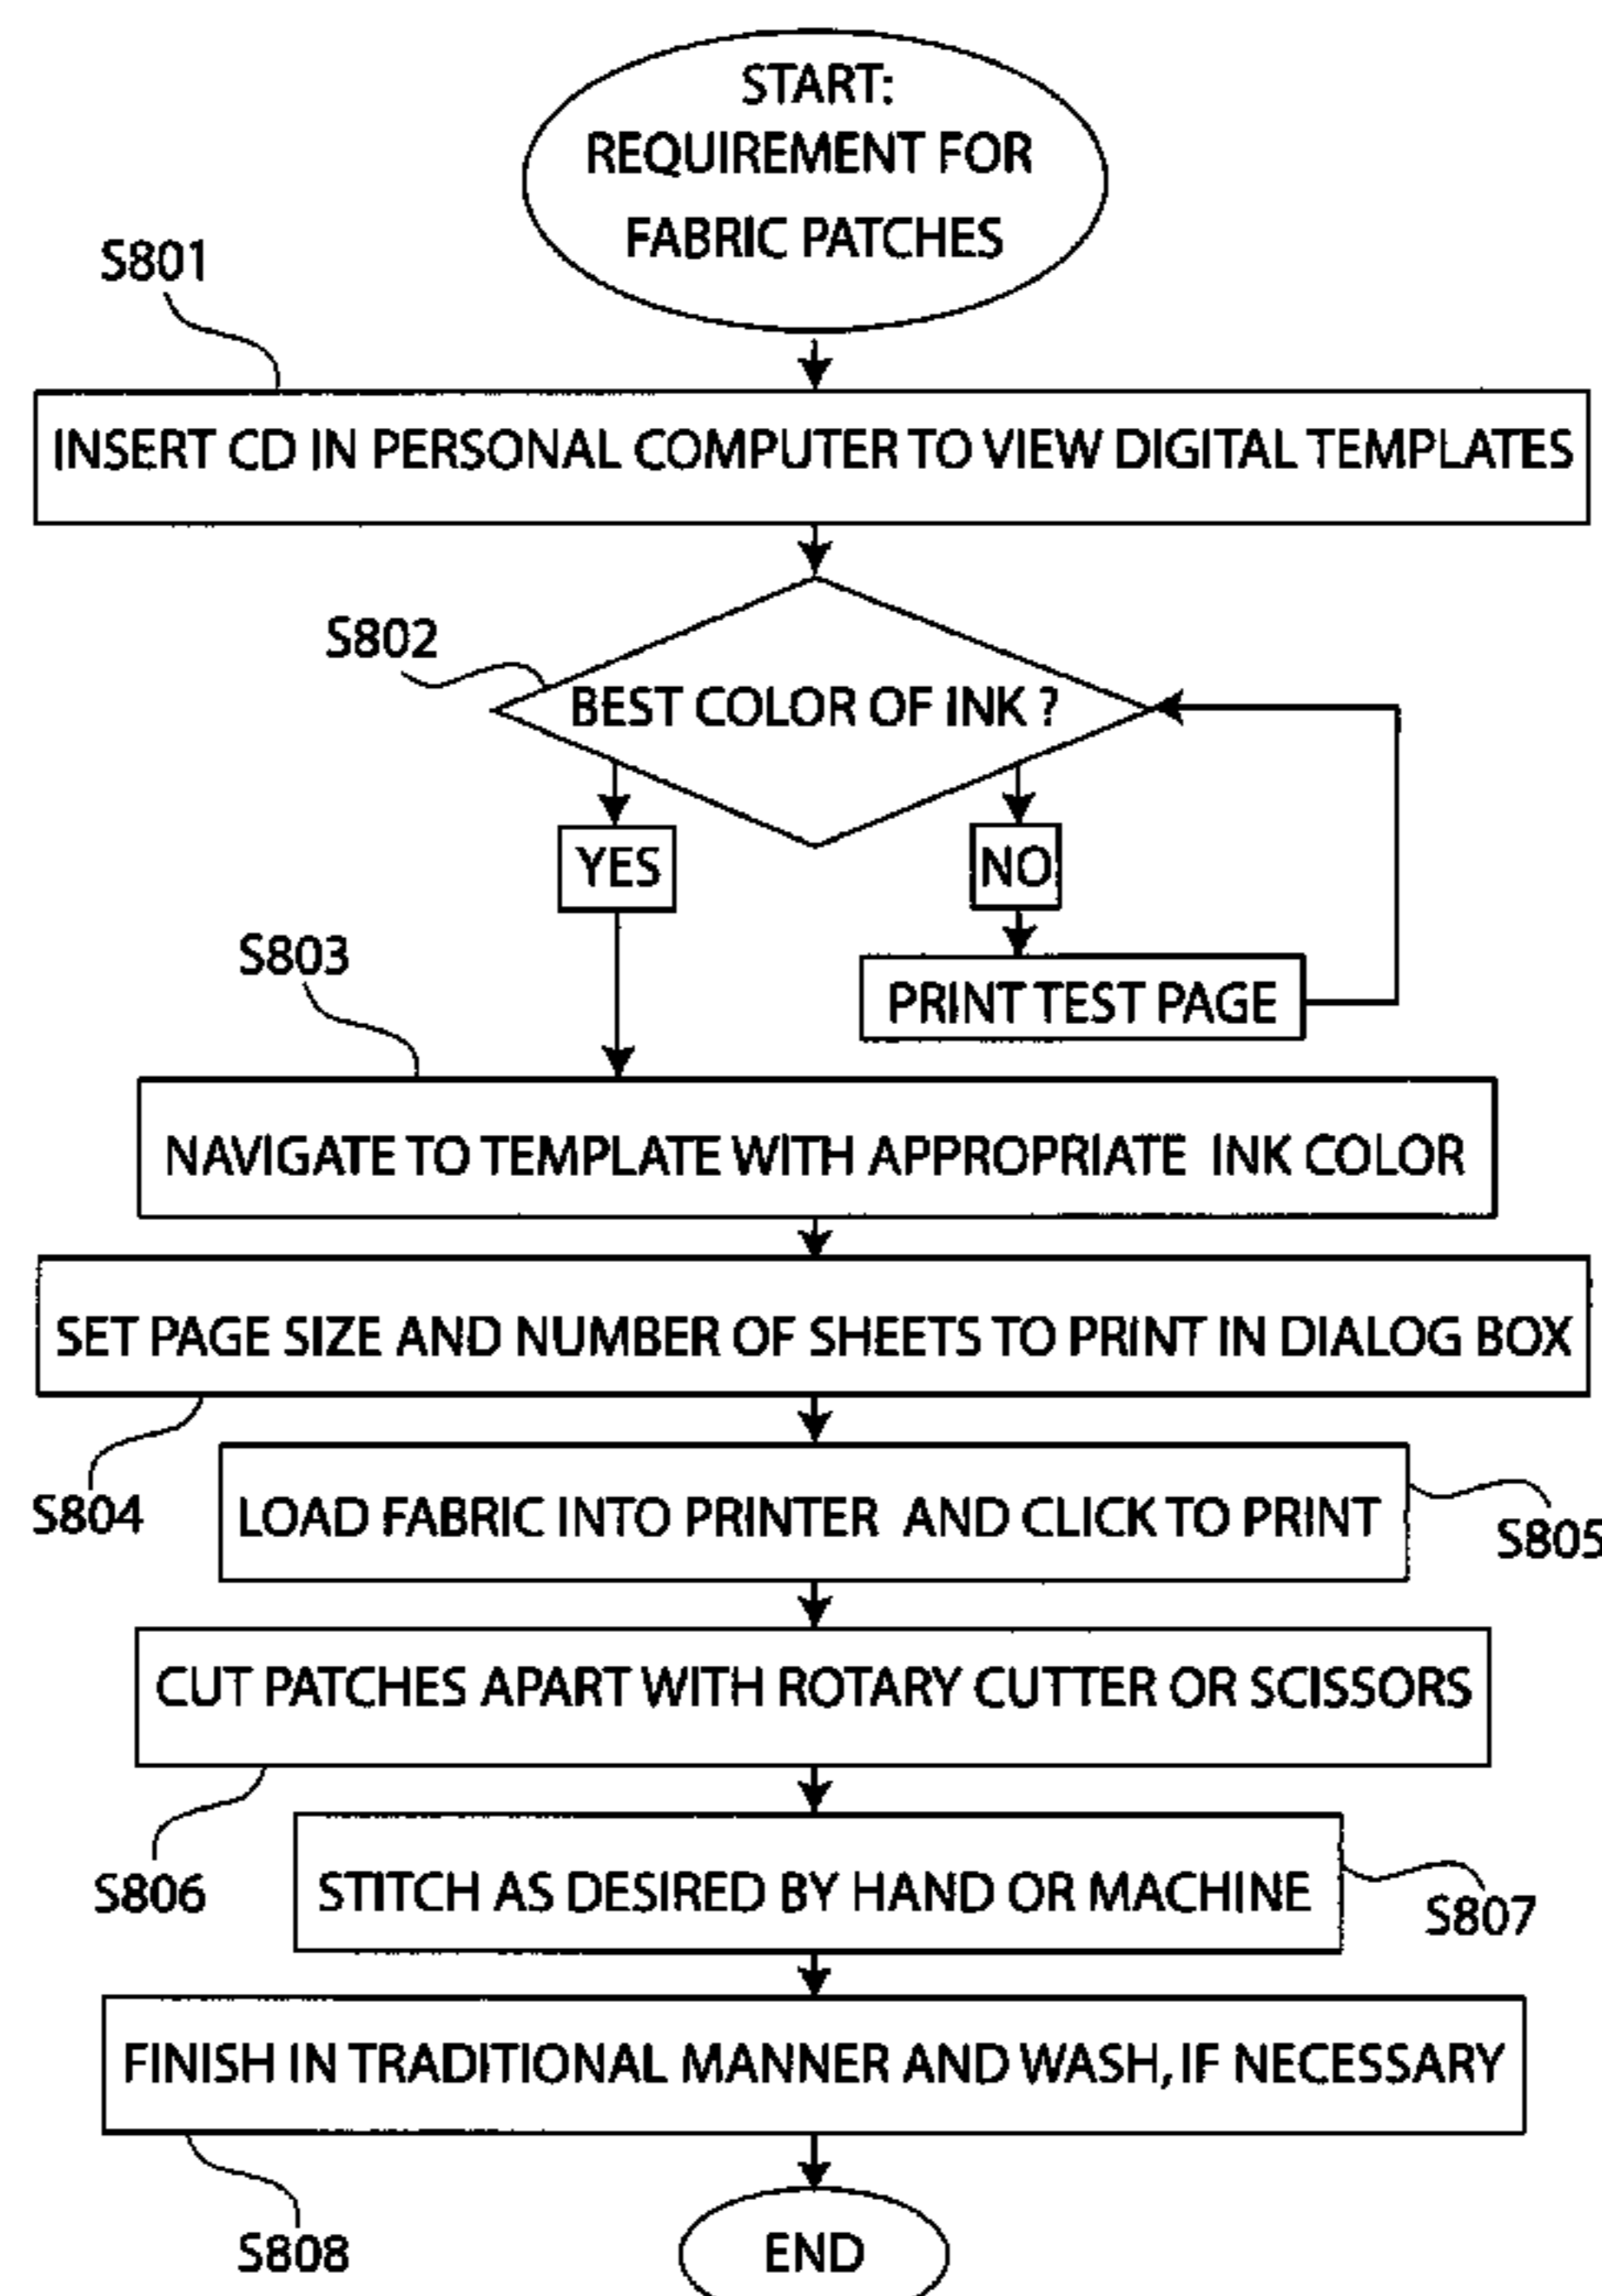 START:
REQUIREMENT FOR
FABRIC PATCHES
S801
INSERT CD IN PERSONAL COMPUTER TO VIEW DIGITAL TEMPLATES
S802
BEST COLOR OF INK ?
YES
NO
S803
PRINT TEST PAGE
NAVIGATE TO TEMPLATE WITH APPROPRIATE INK COLOR
SET PAGE SIZE AND NUMBER OF SHEETS TO PRINT IN DIALOG BOX
S804
LOAD FABRIC INTO PRINTER AND CLICK TO PRINT
S805
CUT PATCHES APART WITH ROTARY CUTTER OR SCISSORS
S806
STITCH AS DESIRED BY HAND OR MACHINE
S807
FINISH IN TRADITIONAL MANNER AND WASH, IF NECESSARY
S808
END